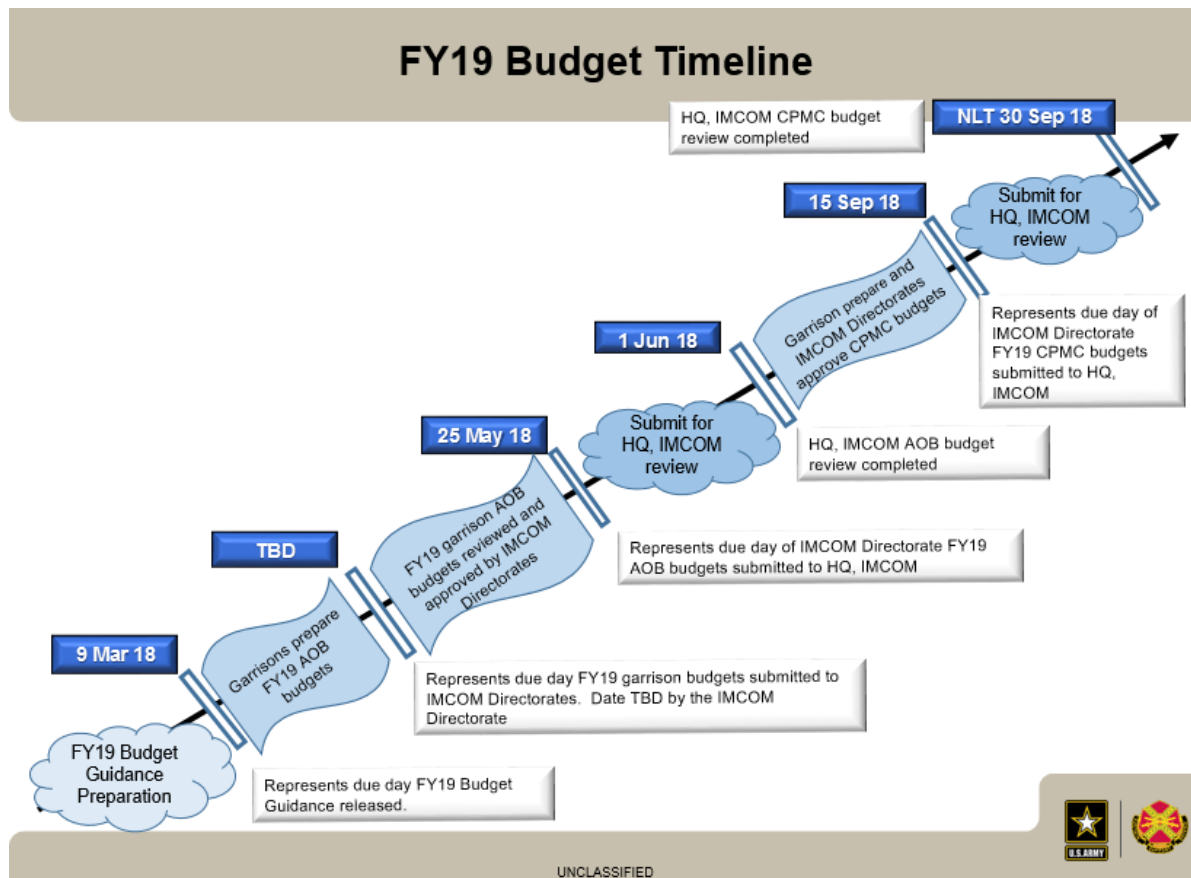 FY19 Budget Timeline
HQ, IMCOM CPMC budget
review completed
NLT 30 Sep 18
15 Sep 18
Submit for
HQ, IMCOM
review
Garrison prepare and
IMCOM Directorates
approve CPMC budgets
Represents due day of
IMCOM Directorate
FY19 CPMC budgets
submitted to HQ,
IMCOM
1 Jun 18
Submit for
HQ, IMCOM
review
HQ, IMCOM AOB budget
review completed
25 May 18
FY19 garrison AOB
budgets reviewed and
approved by IMCOM
Directorates
Represents due day of IMCOM Directorate FY19
AOB budgets submitted to HQ, IMCOM
TBD
Garrisons prepare
FY19 AOB
budgets
Represents due day FY19 garrison budgets submitted to
IMCOM Directorates.  Date TBD by the IMCOM
Directorate
9 Mar 18
FY19 Budget
Guidance
Preparation
Represents due day FY19 Budget
Guidance released.
U.S.ARMY
UNCLASSIFIED